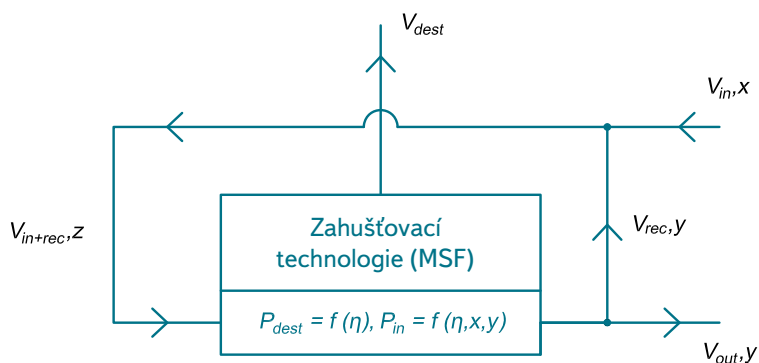 V_dest
V_in,x
V_in+rec,z
Zahušťovací
technologie (MSF)
V_rec,y
P_dest = f (η), P_in = f (η,x,y)
V_out,y